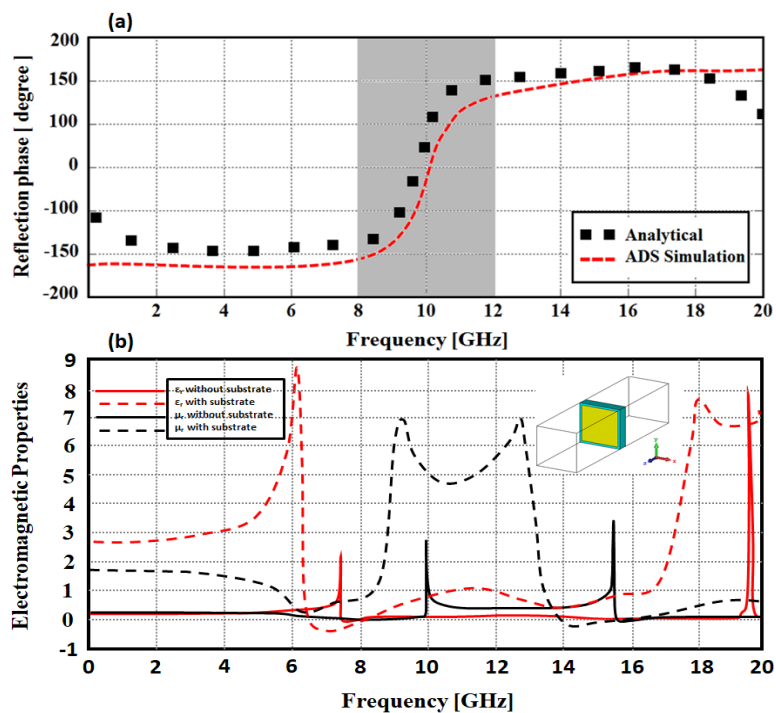 (a)
Reflection phase [ degree]
200
150
100
0
-100
-150
-200
Analytical
ADS Simulation
2 4 6 8 10 12 14 16 18 20
Frequency [GHz]
(b)
Electromagnetic Properties
9
8
7
6
5
4
3
2
1
0
-1
εr without substrate
εr with substrate
μr without substrate
μr with substrate
0 2 4 6 8 10 12 14 16 18 20
Frequency [GHz]